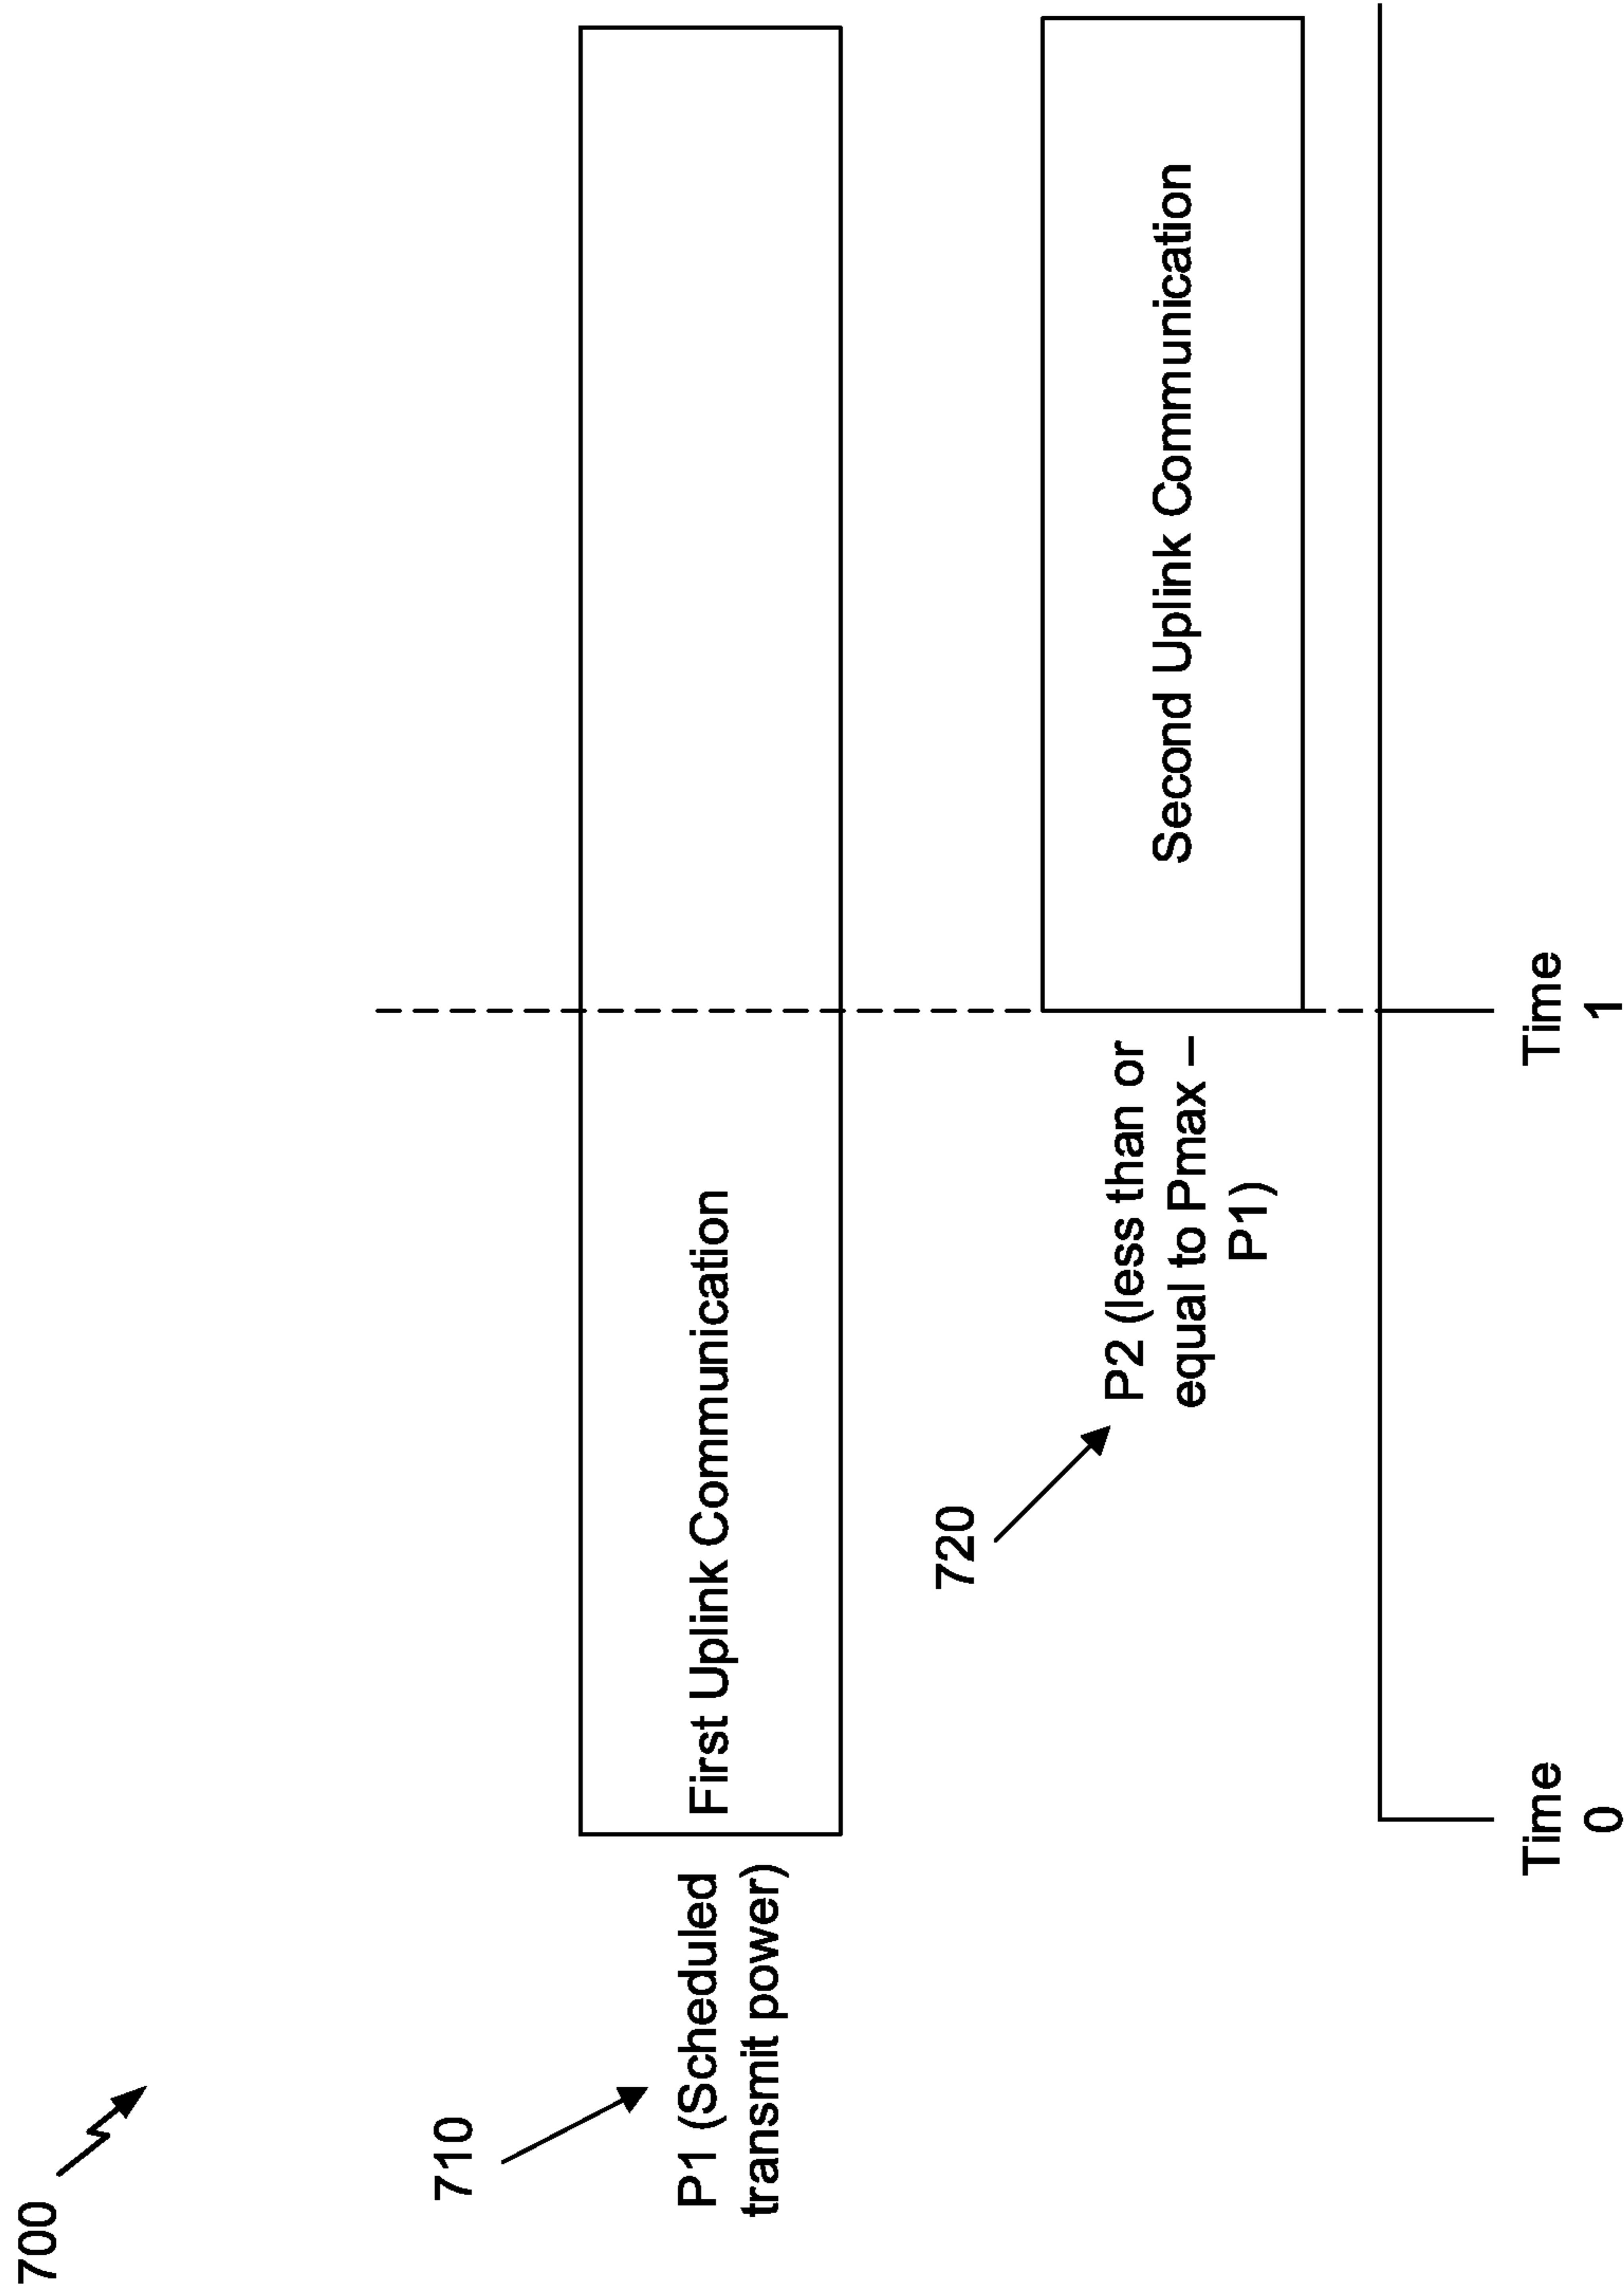 700
710
P1 (Scheduled
transmit power)
First Uplink Communication
720
P2 (less than or
equal to Pmax –
P1)
Second Uplink Communication
Time
0
Time
1